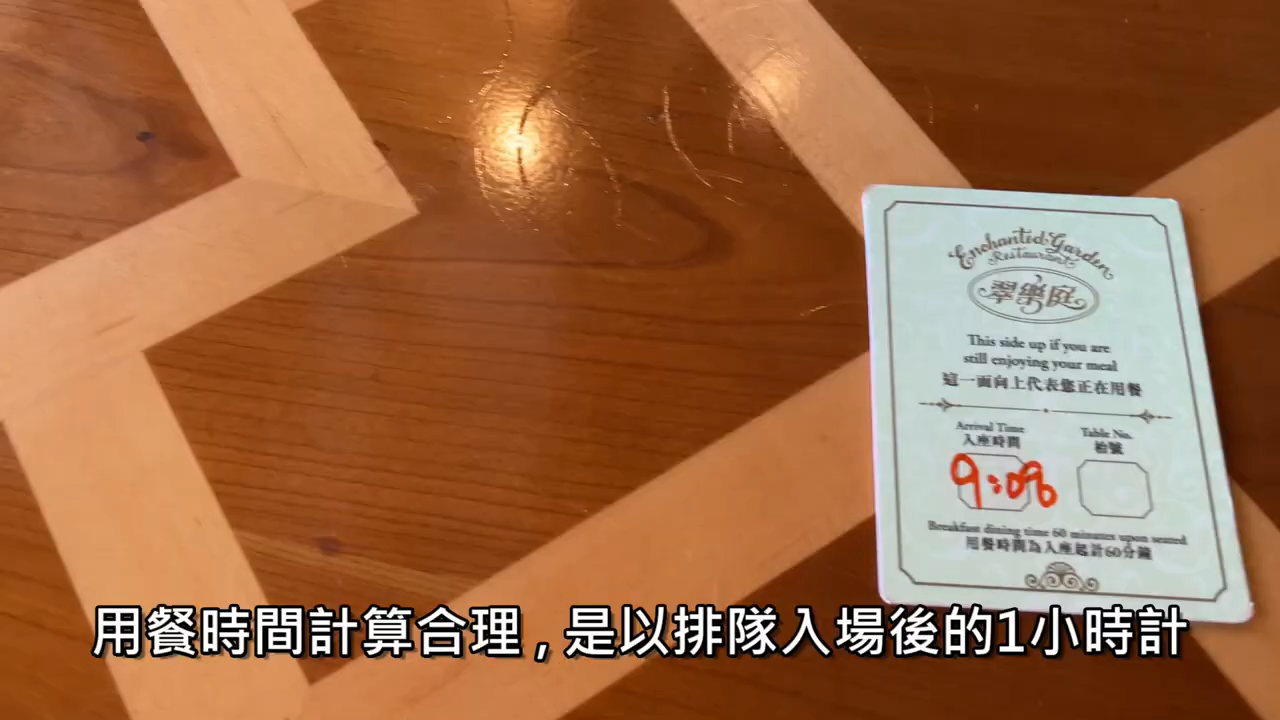 Enchanted Garden
Restaurant
翠樂庭
This side up if you are
still enjoying your meal
這一面向上代表您正在用餐
Arrival Time
入座時間
Table No.
枱號
9:08
Breakfast dining time 60 minutes upon seated
用餐時間為入座起計60分鐘
用餐時間計算合理，是以排隊入場後的1小時計